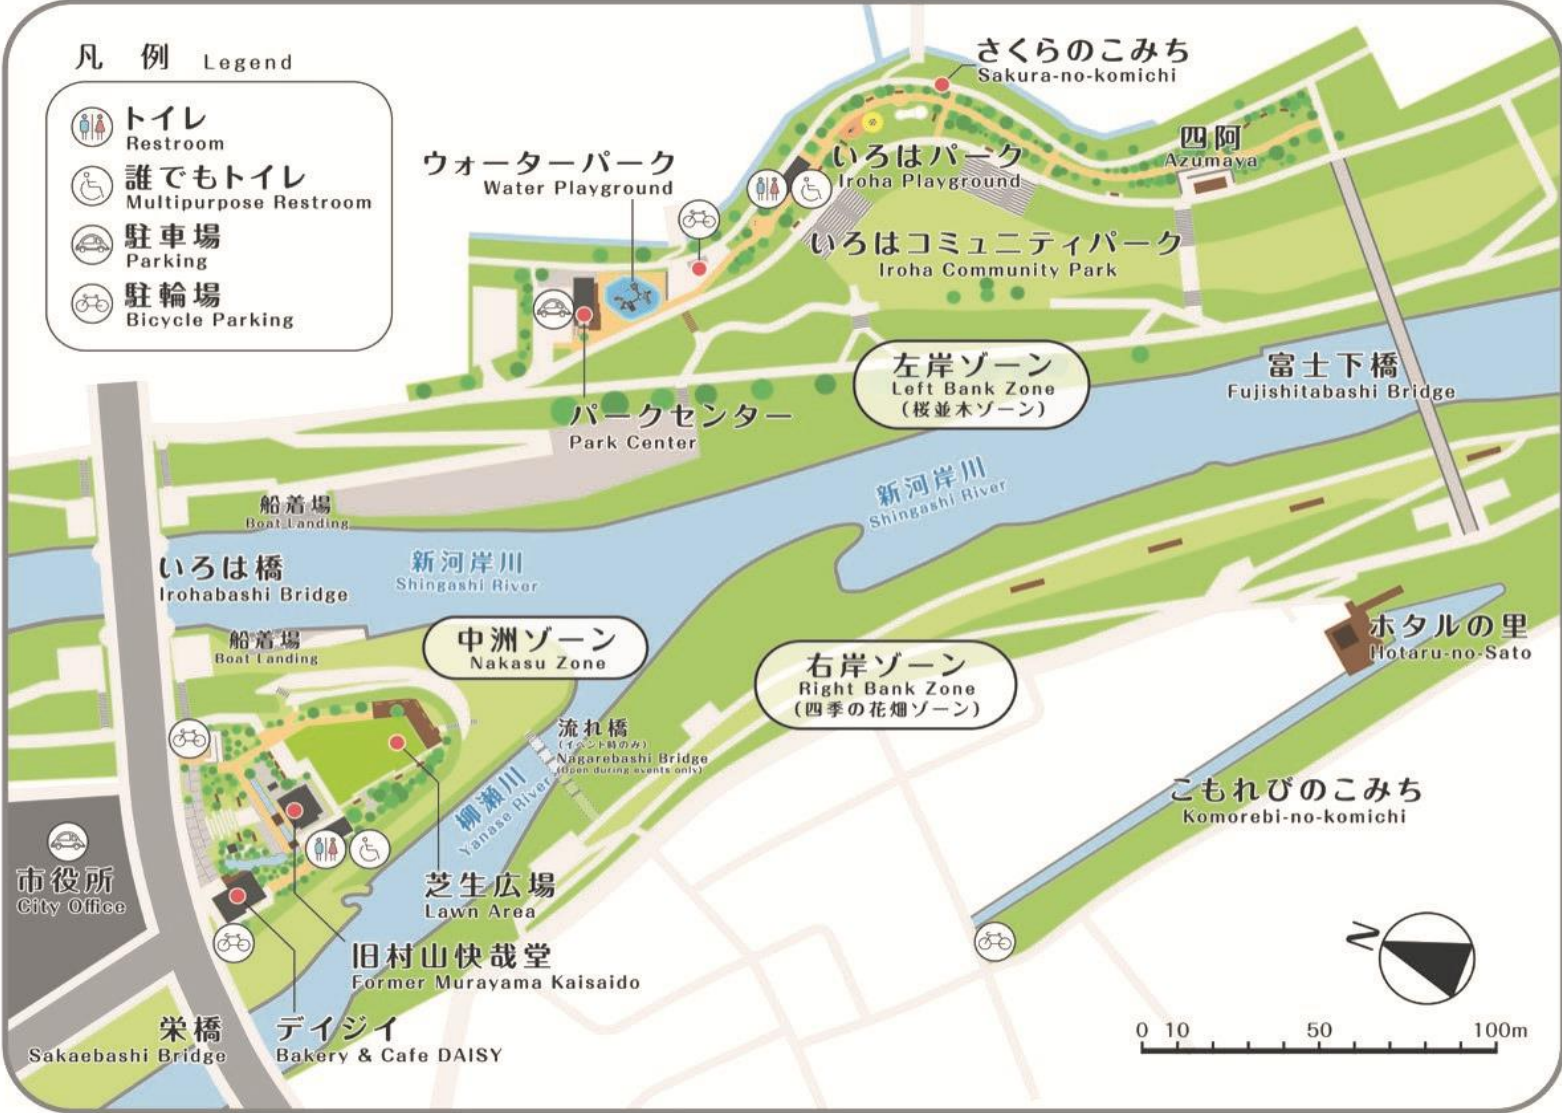 凡 例 Legend
トイレ
Restroom
誰でもトイレ
Multipurpose Restroom
駐車場
Parking
駐輪場
Bicycle Parking
さくらのこみち
Sakura-no-komichi
四阿
Azumaya
ウォーターパーク
Water Playground
いろはパーク
Iroha Playground
いろはコミュニティパーク
Iroha Community Park
左岸ゾーン
Left Bank Zone
(桜並木ゾーン)
富士下橋
Fujishitabashi Bridge
パークセンター
Park Center
新河岸川
Shingashi River
船着場
Boat Landing
いろは橋
Irohabashi Bridge
新河岸川
Shingashi River
船着場
Boat Landing
中洲ゾーン
Nakasu Zone
右岸ゾーン
Right Bank Zone
(四季の花畑ゾーン)
ホタルの里
Hotaru-no-Sato
流れ橋
(イベント時のみ)
Nagarebashi Bridge
(Open during events only)
柳瀬川
Yanase River
こもれびのこみち
Komorebi-no-komichi
市役所
City Office
芝生広場
Lawn Area
旧村山快哉堂
Former Murayama Kaisaido
栄橋
Sakaebashi Bridge
デイジイ
Bakery & Cafe DAISY
N
0 10 50 100m